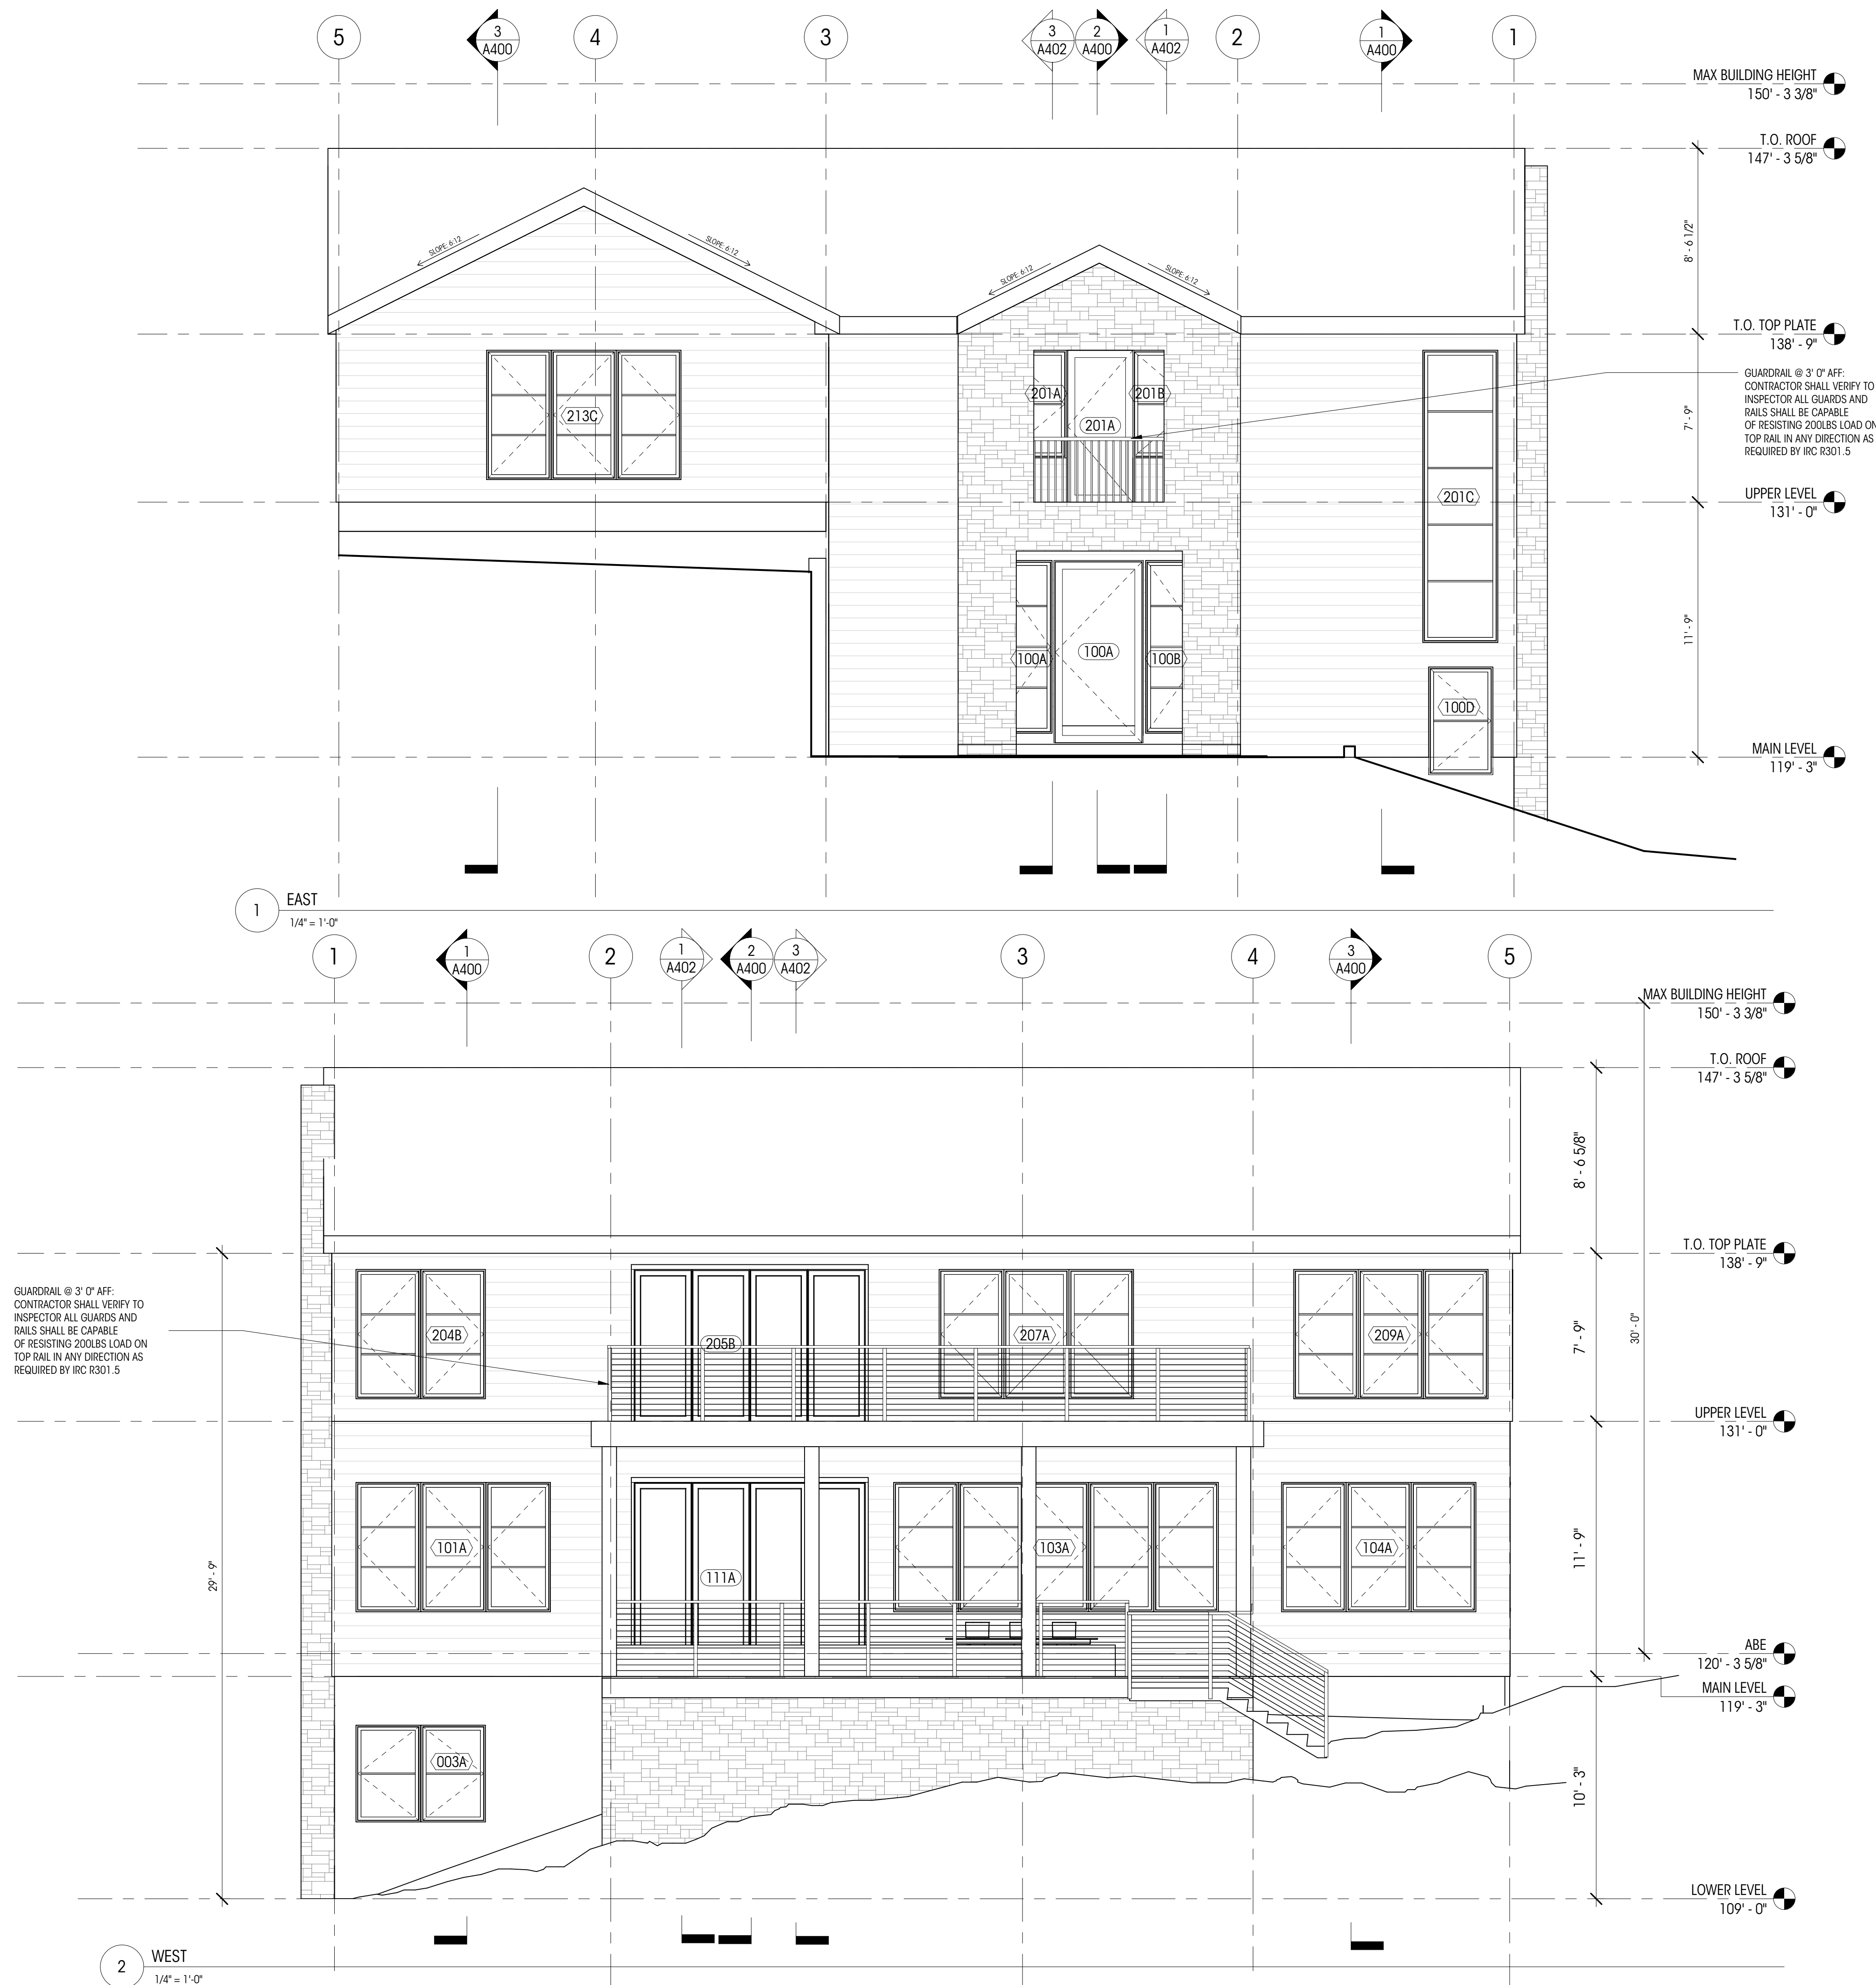 5
3
A400
4
3
3
A402
2
A400
1
A402
2
1
A400
1
MAX BUILDING HEIGHT
150' - 3 3/8"
T.O. ROOF
147' - 3 5/8"
8' - 6 1/2"
SLOPE: 6:12
SLOPE: 6:12
SLOPE: 6:12
SLOPE: 6:12
T.O. TOP PLATE
138' - 9"
GUARDRAIL @ 3' 0" AFF:
CONTRACTOR SHALL VERIFY TO
INSPECTOR ALL GUARDS AND
RAILS SHALL BE CAPABLE
OF RESISTING 200LBS LOAD ON
TOP RAIL IN ANY DIRECTION AS
REQUIRED BY IRC R301.5
7' - 9"
213C
201A
201A
201B
201C
UPPER LEVEL
131' - 0"
11' - 9"
100A
100A
100B
100D
MAIN LEVEL
119' - 3"
1
EAST
1/4" = 1'-0"
1
1
A400
2
1
A402
2
A400
3
A402
3
4
3
A400
5
MAX BUILDING HEIGHT
150' - 3 3/8"
T.O. ROOF
147' - 3 5/8"
8' - 6 5/8"
T.O. TOP PLATE
138' - 9"
GUARDRAIL @ 3' 0" AFF:
CONTRACTOR SHALL VERIFY TO
INSPECTOR ALL GUARDS AND
RAILS SHALL BE CAPABLE
OF RESISTING 200LBS LOAD ON
TOP RAIL IN ANY DIRECTION AS
REQUIRED BY IRC R301.5
204B
205B
207A
209A
7' - 9"
30' - 0"
UPPER LEVEL
131' - 0"
29' - 9"
101A
111A
103A
104A
11' - 9"
ABE
120' - 3 5/8"
MAIN LEVEL
119' - 3"
003A
10' - 3"
LOWER LEVEL
109' - 0"
2
WEST
1/4" = 1'-0"